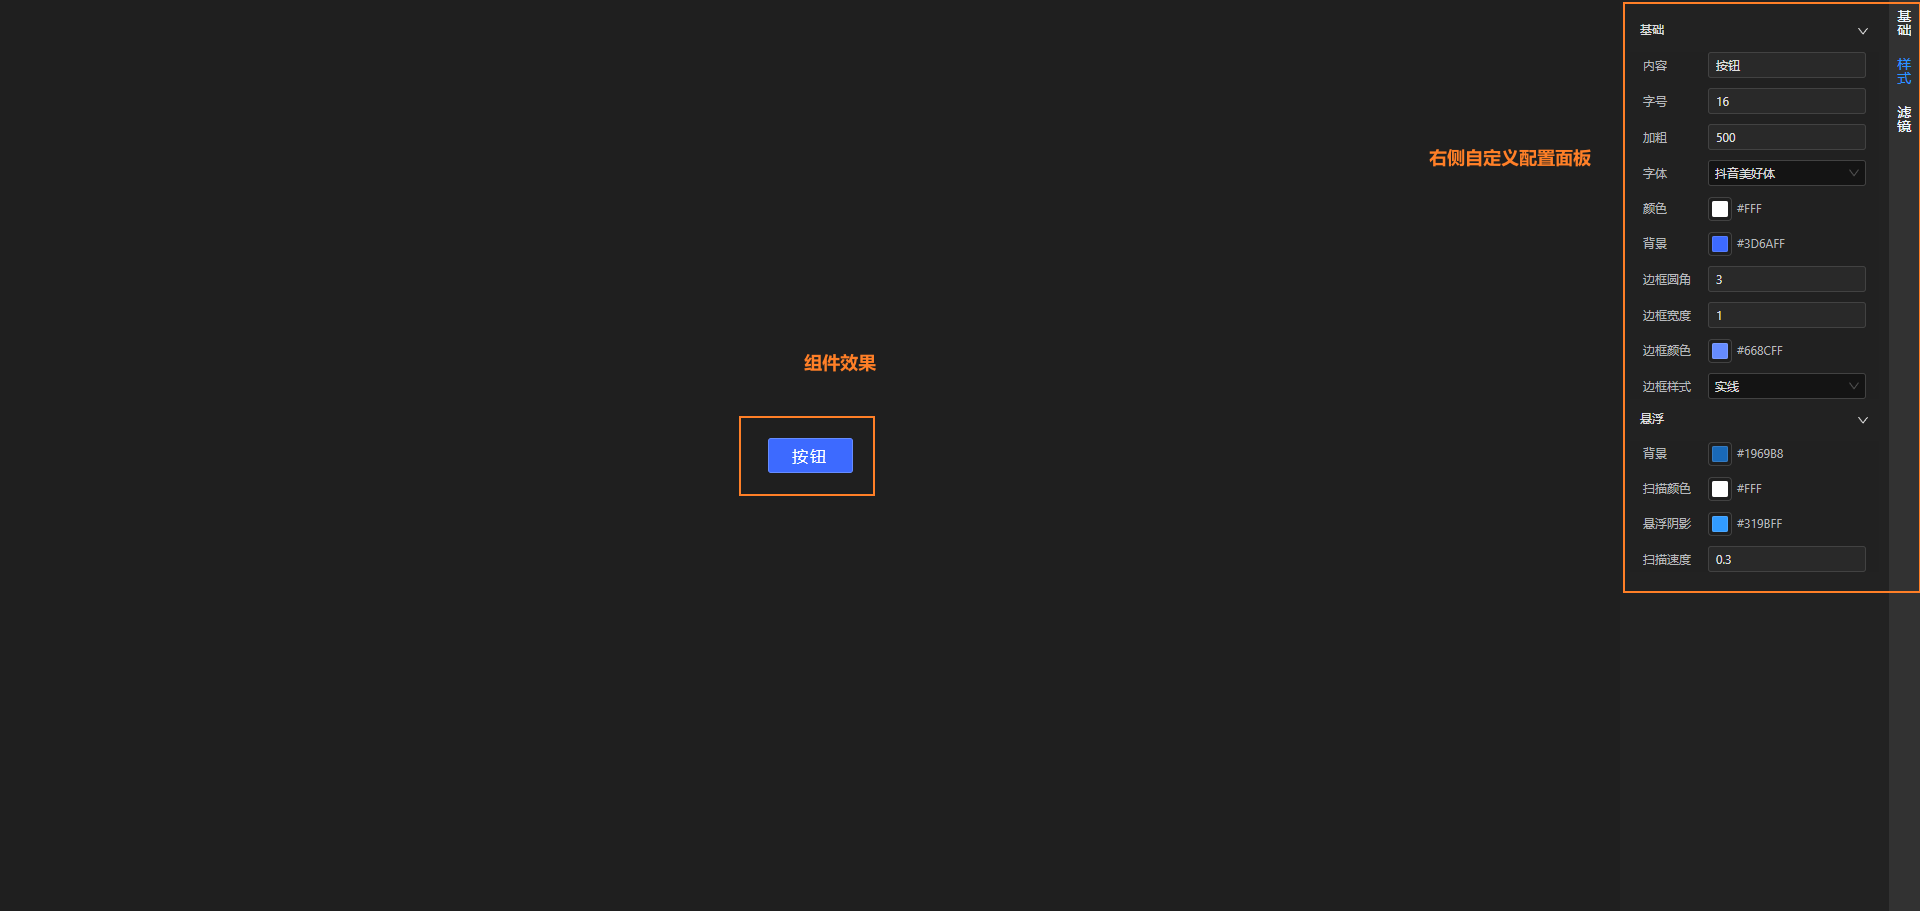 右侧自定义配置面板
组件效果
按钮
基础
内容 按钮
字号 16
加粗 500
字体 抖音美好体
颜色 #FFF
背景 #3D6AFF
边框圆角 3
边框宽度 1
边框颜色 #668CFF
边框样式 实线
悬浮
背景 #1969B8
扫描颜色 #FFF
悬浮阴影 #319BFF
扫描速度 0.3
基础
样式
滤镜